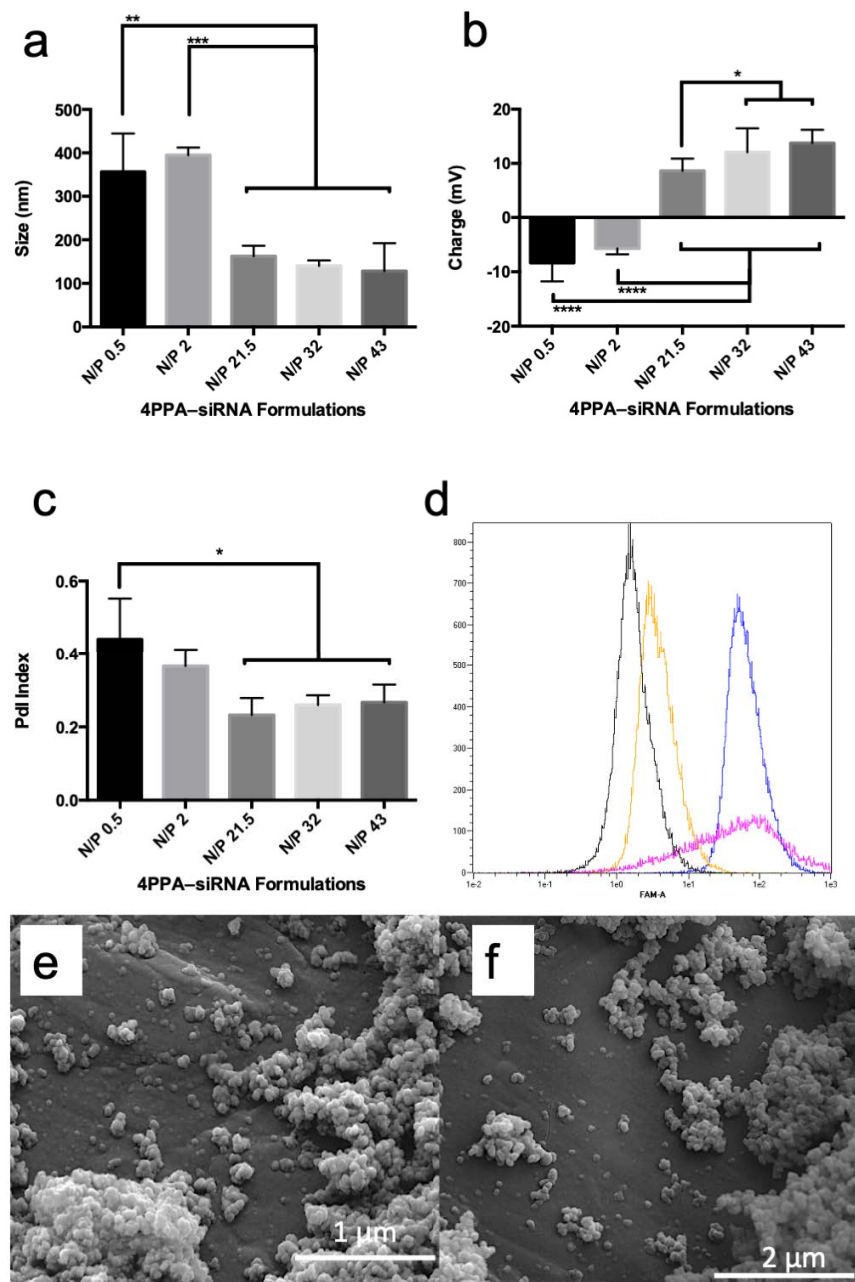 a
**
***
500
400
300
200
100
0
Size (nm)
N/P 0.5
N/P 2
N/P 21.5
N/P 32
N/P 43
4PPA–siRNA Formulations
b
*
20
10
0
-10
-20
Charge (mV)
****
****
N/P 0.5
N/P 2
N/P 21.5
N/P 32
N/P 43
4PPA–siRNA Formulations
c
*
0.6
0.4
0.2
0.0
PdI Index
N/P 0.5
N/P 2
N/P 21.5
N/P 32
N/P 43
4PPA–siRNA Formulations
d
800
700
600
500
400
300
200
100
0
1e-2
1e-1
1e0
1e1
1e2
1e3
FAM-A
e
1 μm
f
2 μm